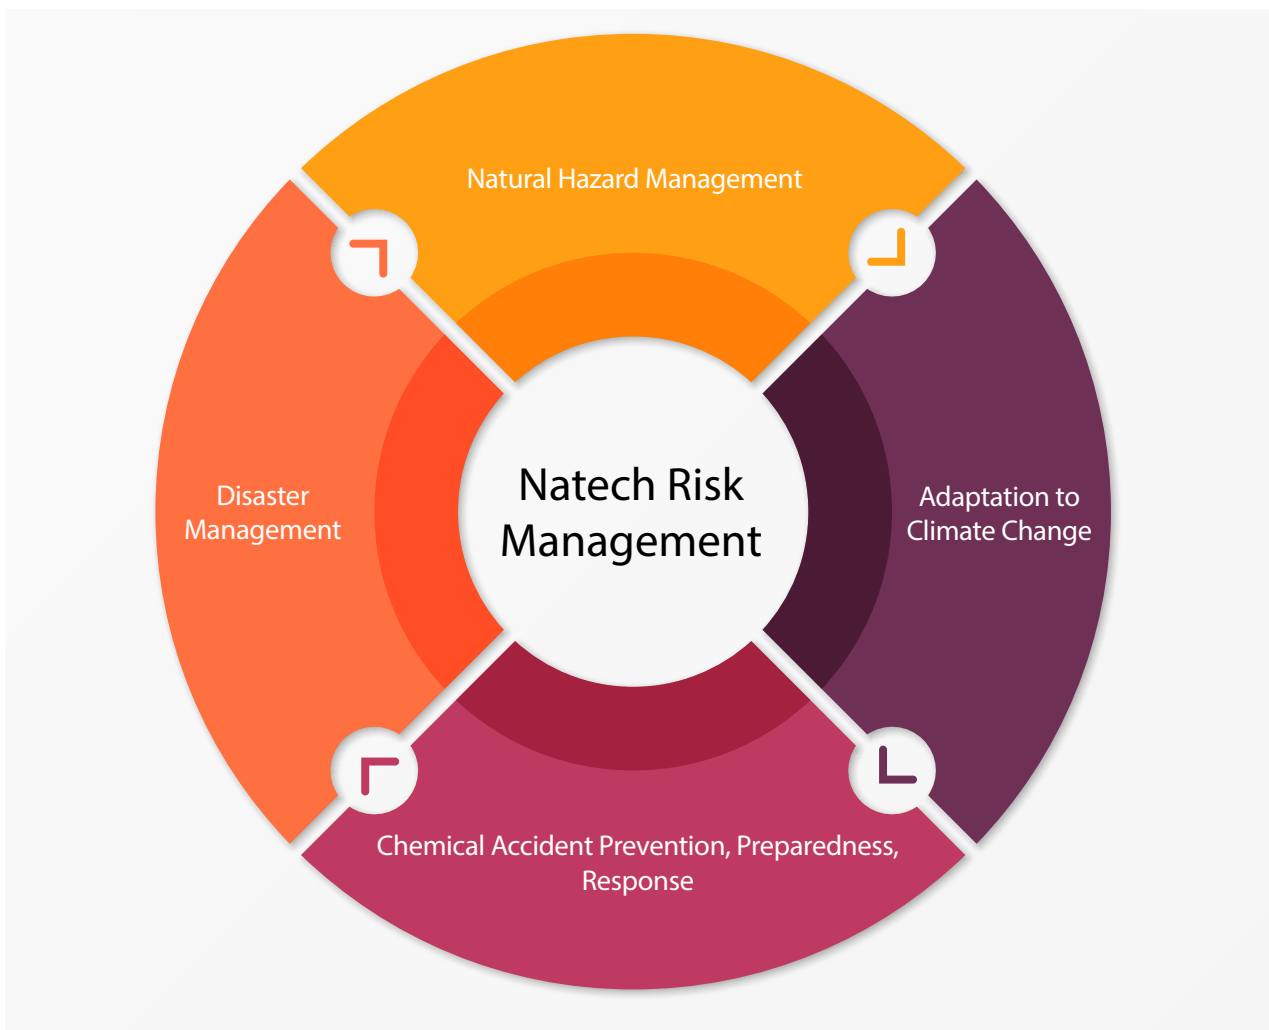 Natural Hazard Management
Disaster
Management
Natech Risk
Management
Adaptation to
Climate Change
Chemical Accident Prevention, Preparedness,
Response